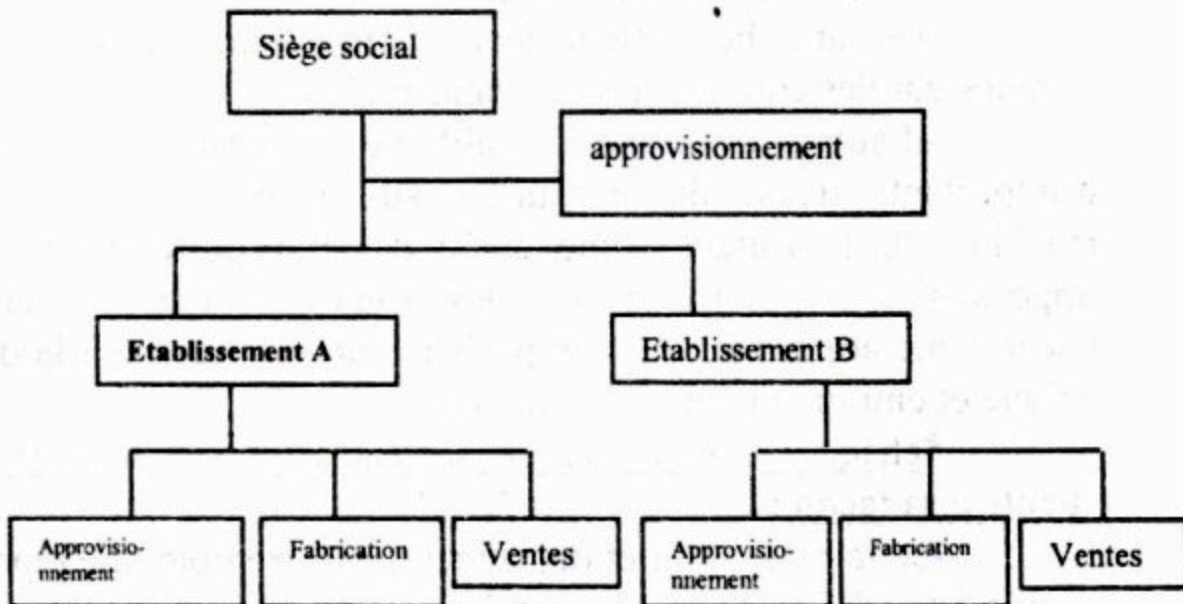 Siège social
approvisionnement
Etablissement A
Etablissement B
Approvisio-
nnement
Fabrication
Ventes
Approvisio-
nnement
Fabrication
Ventes